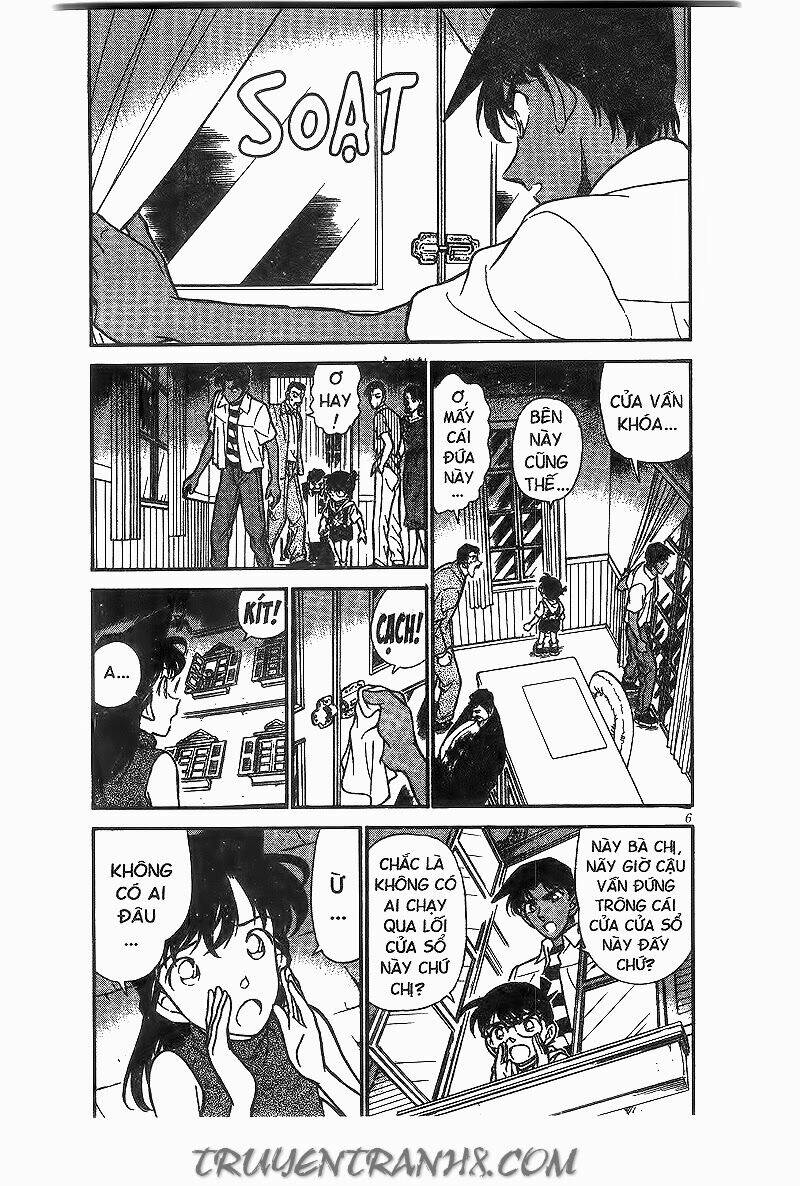 SOẠT
CỬA VẪN
KHÓA...
BÊN
NÀY
CŨNG
THẾ...
Ơ,
MẤY
CÁI
ĐỨA
NÀY
...
Ơ
HAY
!
CẠCH!
KÍT!
A...
6
NÀY BÀ CHỊ,
NÃY GIỜ CẬU
VẪN ĐỨNG
TRÔNG CÁI
CỬA CỬA SỔ
NÀY ĐẤY
CHỨ?
CHẮC LÀ
KHÔNG CÓ
AI CHẠY
QUA LỐI
CỬA SỔ
NÀY CHỨ
CHỊ?
Ừ
...
KHÔNG
CÓ AI
ĐÂU
...
TRUYENTRANH8.COM